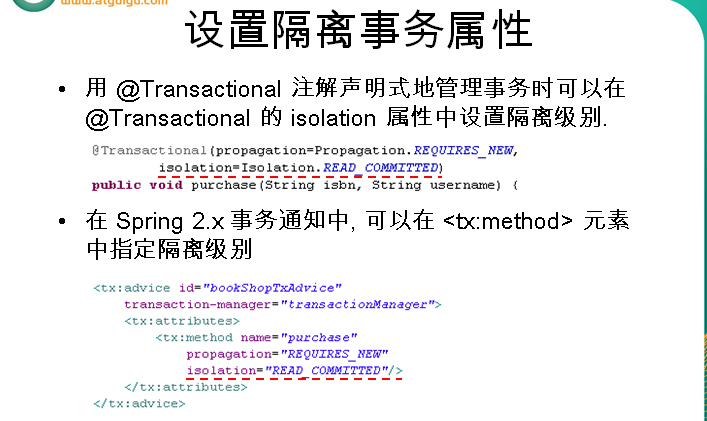 www.atguigu.com
设置隔离事务属性
• 用 @Transactional 注解声明式地管理事务时可以在
@Transactional 的 isolation 属性中设置隔离级别.
@Transactional(propagation=Propagation.REQUIRES_NEW,
isolation=Isolation.READ_COMMITTED)
public void purchase(String isbn, String username) {
• 在 Spring 2.x 事务通知中, 可以在 <tx:method> 元素
中指定隔离级别
<tx:advice id="bookShopTxAdvice"
transaction-manager="transactionManager">
<tx:attributes>
<tx:method name="purchase"
propagation="REQUIRES_NEW"
isolation="READ_COMMITTED"/>
</tx:attributes>
</tx:advice>